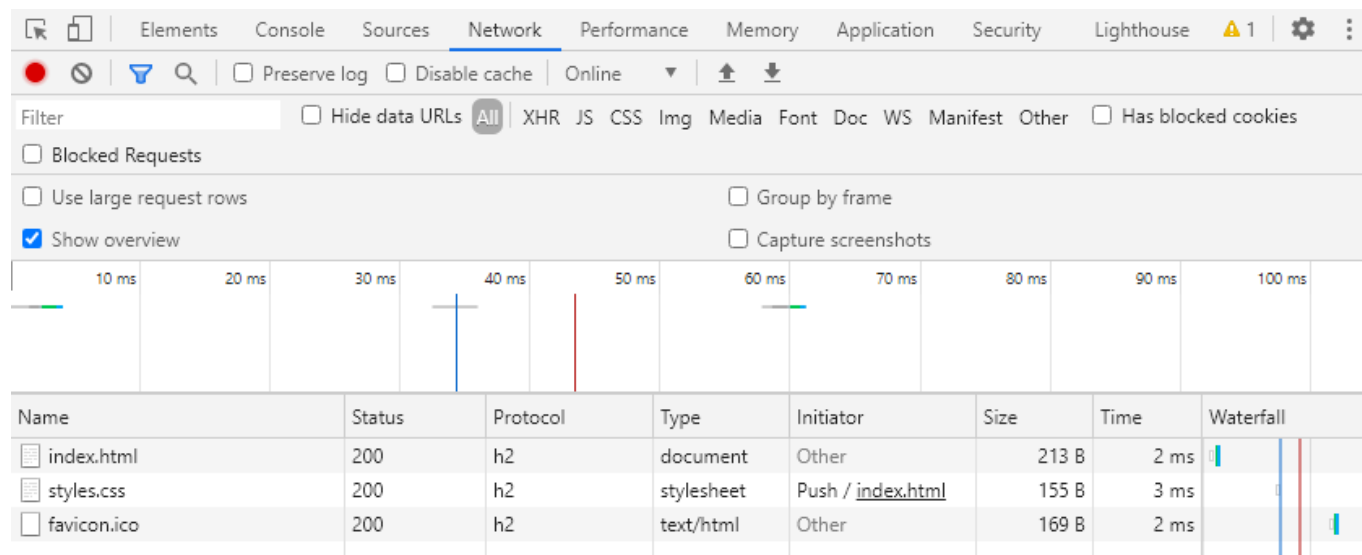 Elements Console Sources Network Performance Memory Application Security Lighthouse 1
Preserve log Disable cache Online
Filter Hide data URLs All XHR JS CSS Img Media Font Doc WS Manifest Other Has blocked cookies
Blocked Requests
Use large request rows Group by frame
Show overview Capture screenshots
10 ms 20 ms 30 ms 40 ms 50 ms 60 ms 70 ms 80 ms 90 ms 100 ms
Name Status Protocol Type Initiator Size Time Waterfall
index.html 200 h2 document Other 213 B 2 ms
styles.css 200 h2 stylesheet Push / index.html 155 B 3 ms
favicon.ico 200 h2 text/html Other 169 B 2 ms